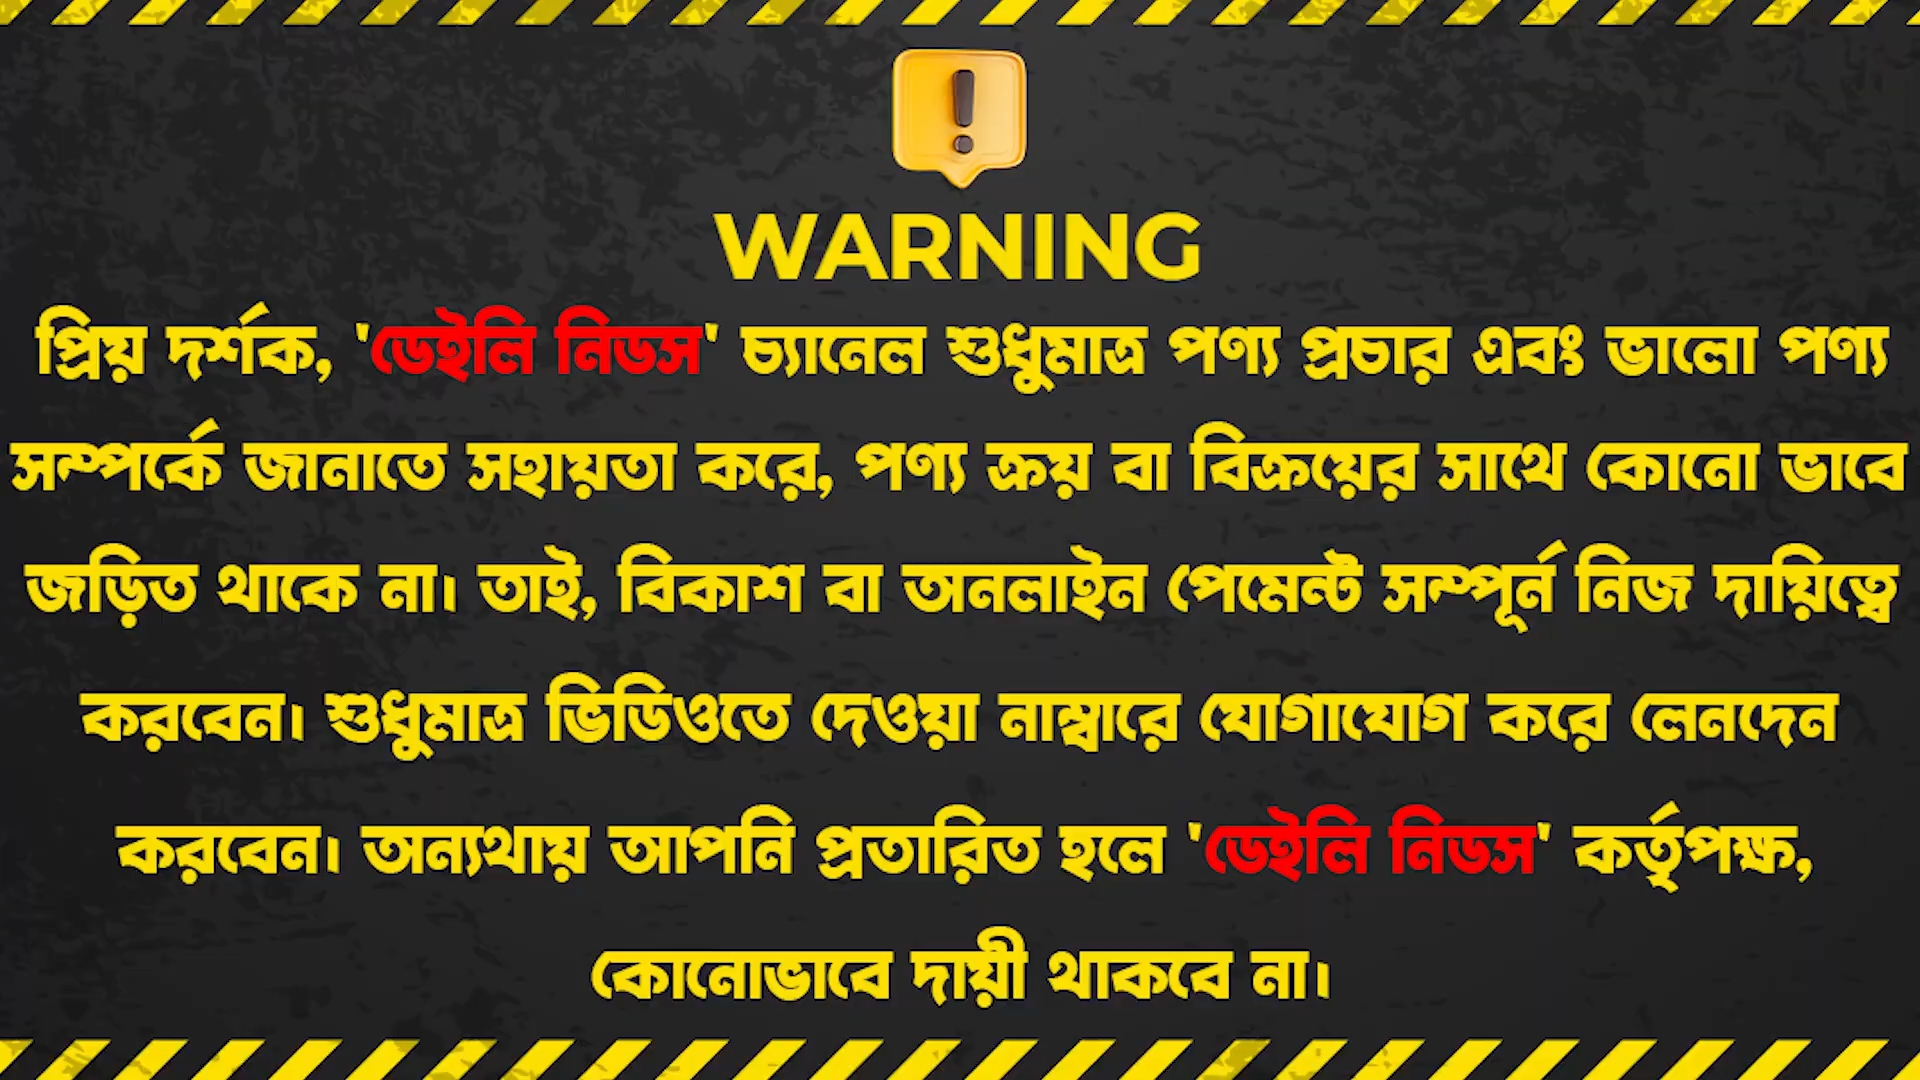 WARNING
প্রিয় দর্শক, 'ডেইলি নিডস' চ্যানেল শুধুমাত্র পণ্য প্রচার এবং ভালো পণ্য
সম্পর্কে জানাতে সহায়তা করে, পণ্য ক্রয় বা বিক্রয়ের সাথে কোনো ভাবে
জড়িত থাকে না। তাই, বিকাশ বা অনলাইন পেমেন্ট সম্পূর্ন নিজ দায়িত্বে
করবেন। শুধুমাত্র ভিডিওতে দেওয়া নাম্বারে যোগাযোগ করে লেনদেন
করবেন। অন্যথায় আপনি প্রতারিত হলে 'ডেইলি নিডস' কর্তৃপক্ষ,
কোনোভাবে দায়ী থাকবে না।